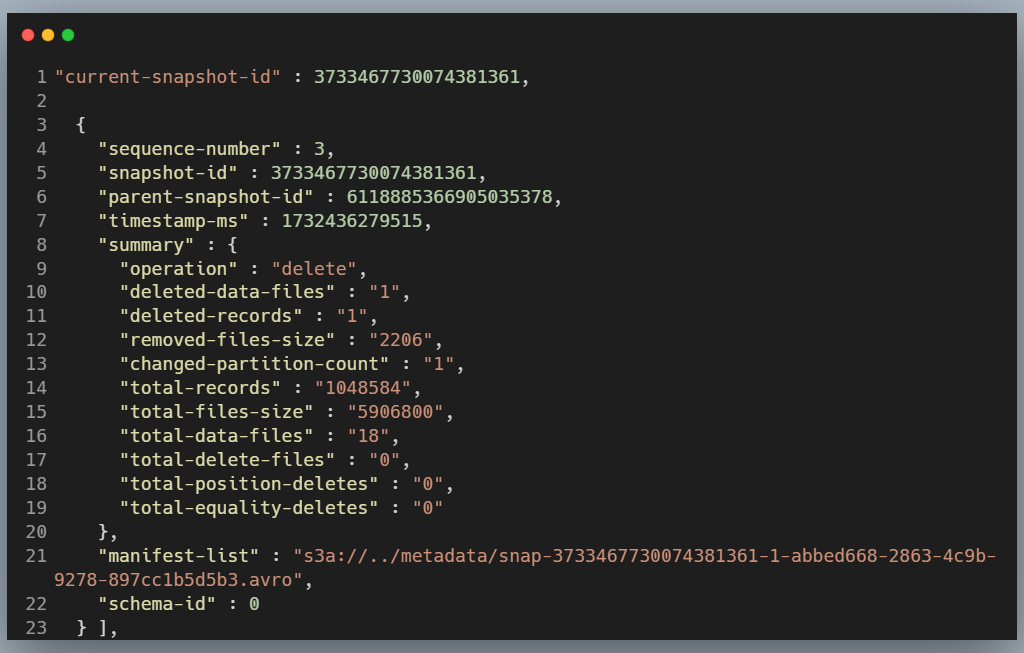 1 "current-snapshot-id" : 3733467730074381361,
2
3 {
4 "sequence-number" : 3,
5 "snapshot-id" : 3733467730074381361,
6 "parent-snapshot-id" : 6118885366905035378,
7 "timestamp-ms" : 1732436279515,
8 "summary" : {
9 "operation" : "delete",
10 "deleted-data-files" : "1",
11 "deleted-records" : "1",
12 "removed-files-size" : "2206",
13 "changed-partition-count" : "1",
14 "total-records" : "1048584",
15 "total-files-size" : "5906800",
16 "total-data-files" : "18",
17 "total-delete-files" : "0",
18 "total-position-deletes" : "0",
19 "total-equality-deletes" : "0"
20 },
21 "manifest-list" : "s3a://../metadata/snap-3733467730074381361-1-abbed668-2863-4c9b-
9278-897cc1b5d5b3.avro",
22 "schema-id" : 0
23 } ],